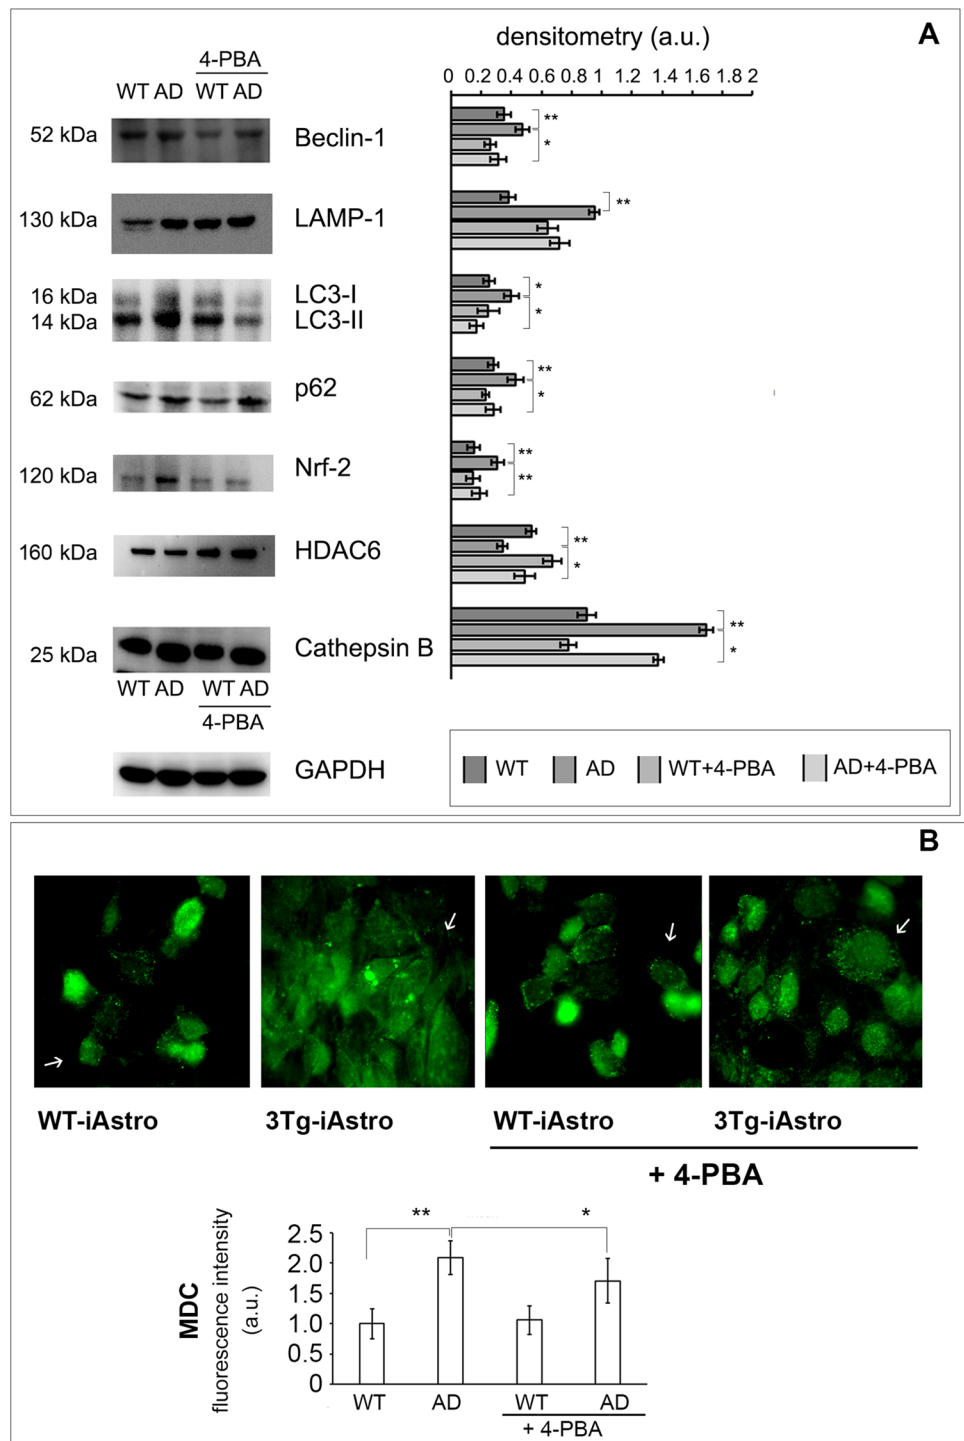 A
densitometry (a.u.)
0 0.2 0.4 0.6 0.8 1 1.2 1.4 1.6 1.8 2
4-PBA
WT AD WT AD
52 kDa Beclin-1 ** *
130 kDa LAMP-1 **
16 kDa LC3-I *
14 kDa LC3-II *
62 kDa p62 ** *
120 kDa Nrf-2 ** **
160 kDa HDAC6 ** *
25 kDa Cathepsin B ** *
WT AD WT AD
4-PBA
GAPDH
WT AD WT+4-PBA AD+4-PBA
B
WT-iAstro 3Tg-iAstro WT-iAstro 3Tg-iAstro
+ 4-PBA
** *
MDC
fluorescence intensity
(a.u.)
2.5
2.0
1.5
1.0
0.5
0
WT AD WT AD
+ 4-PBA